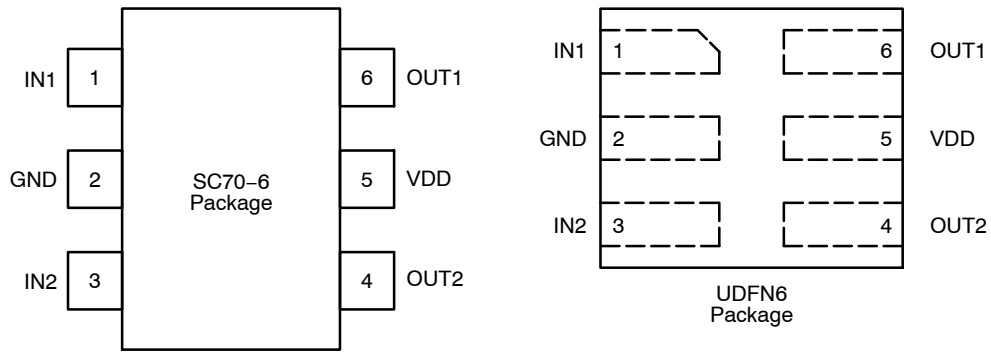 IN1 1 6 OUT1
GND 2 5 VDD
IN2 3 4 OUT2
SC70–6
Package
IN1 1 6 OUT1
GND 2 5 VDD
IN2 3 4 OUT2
UDFN6
Package